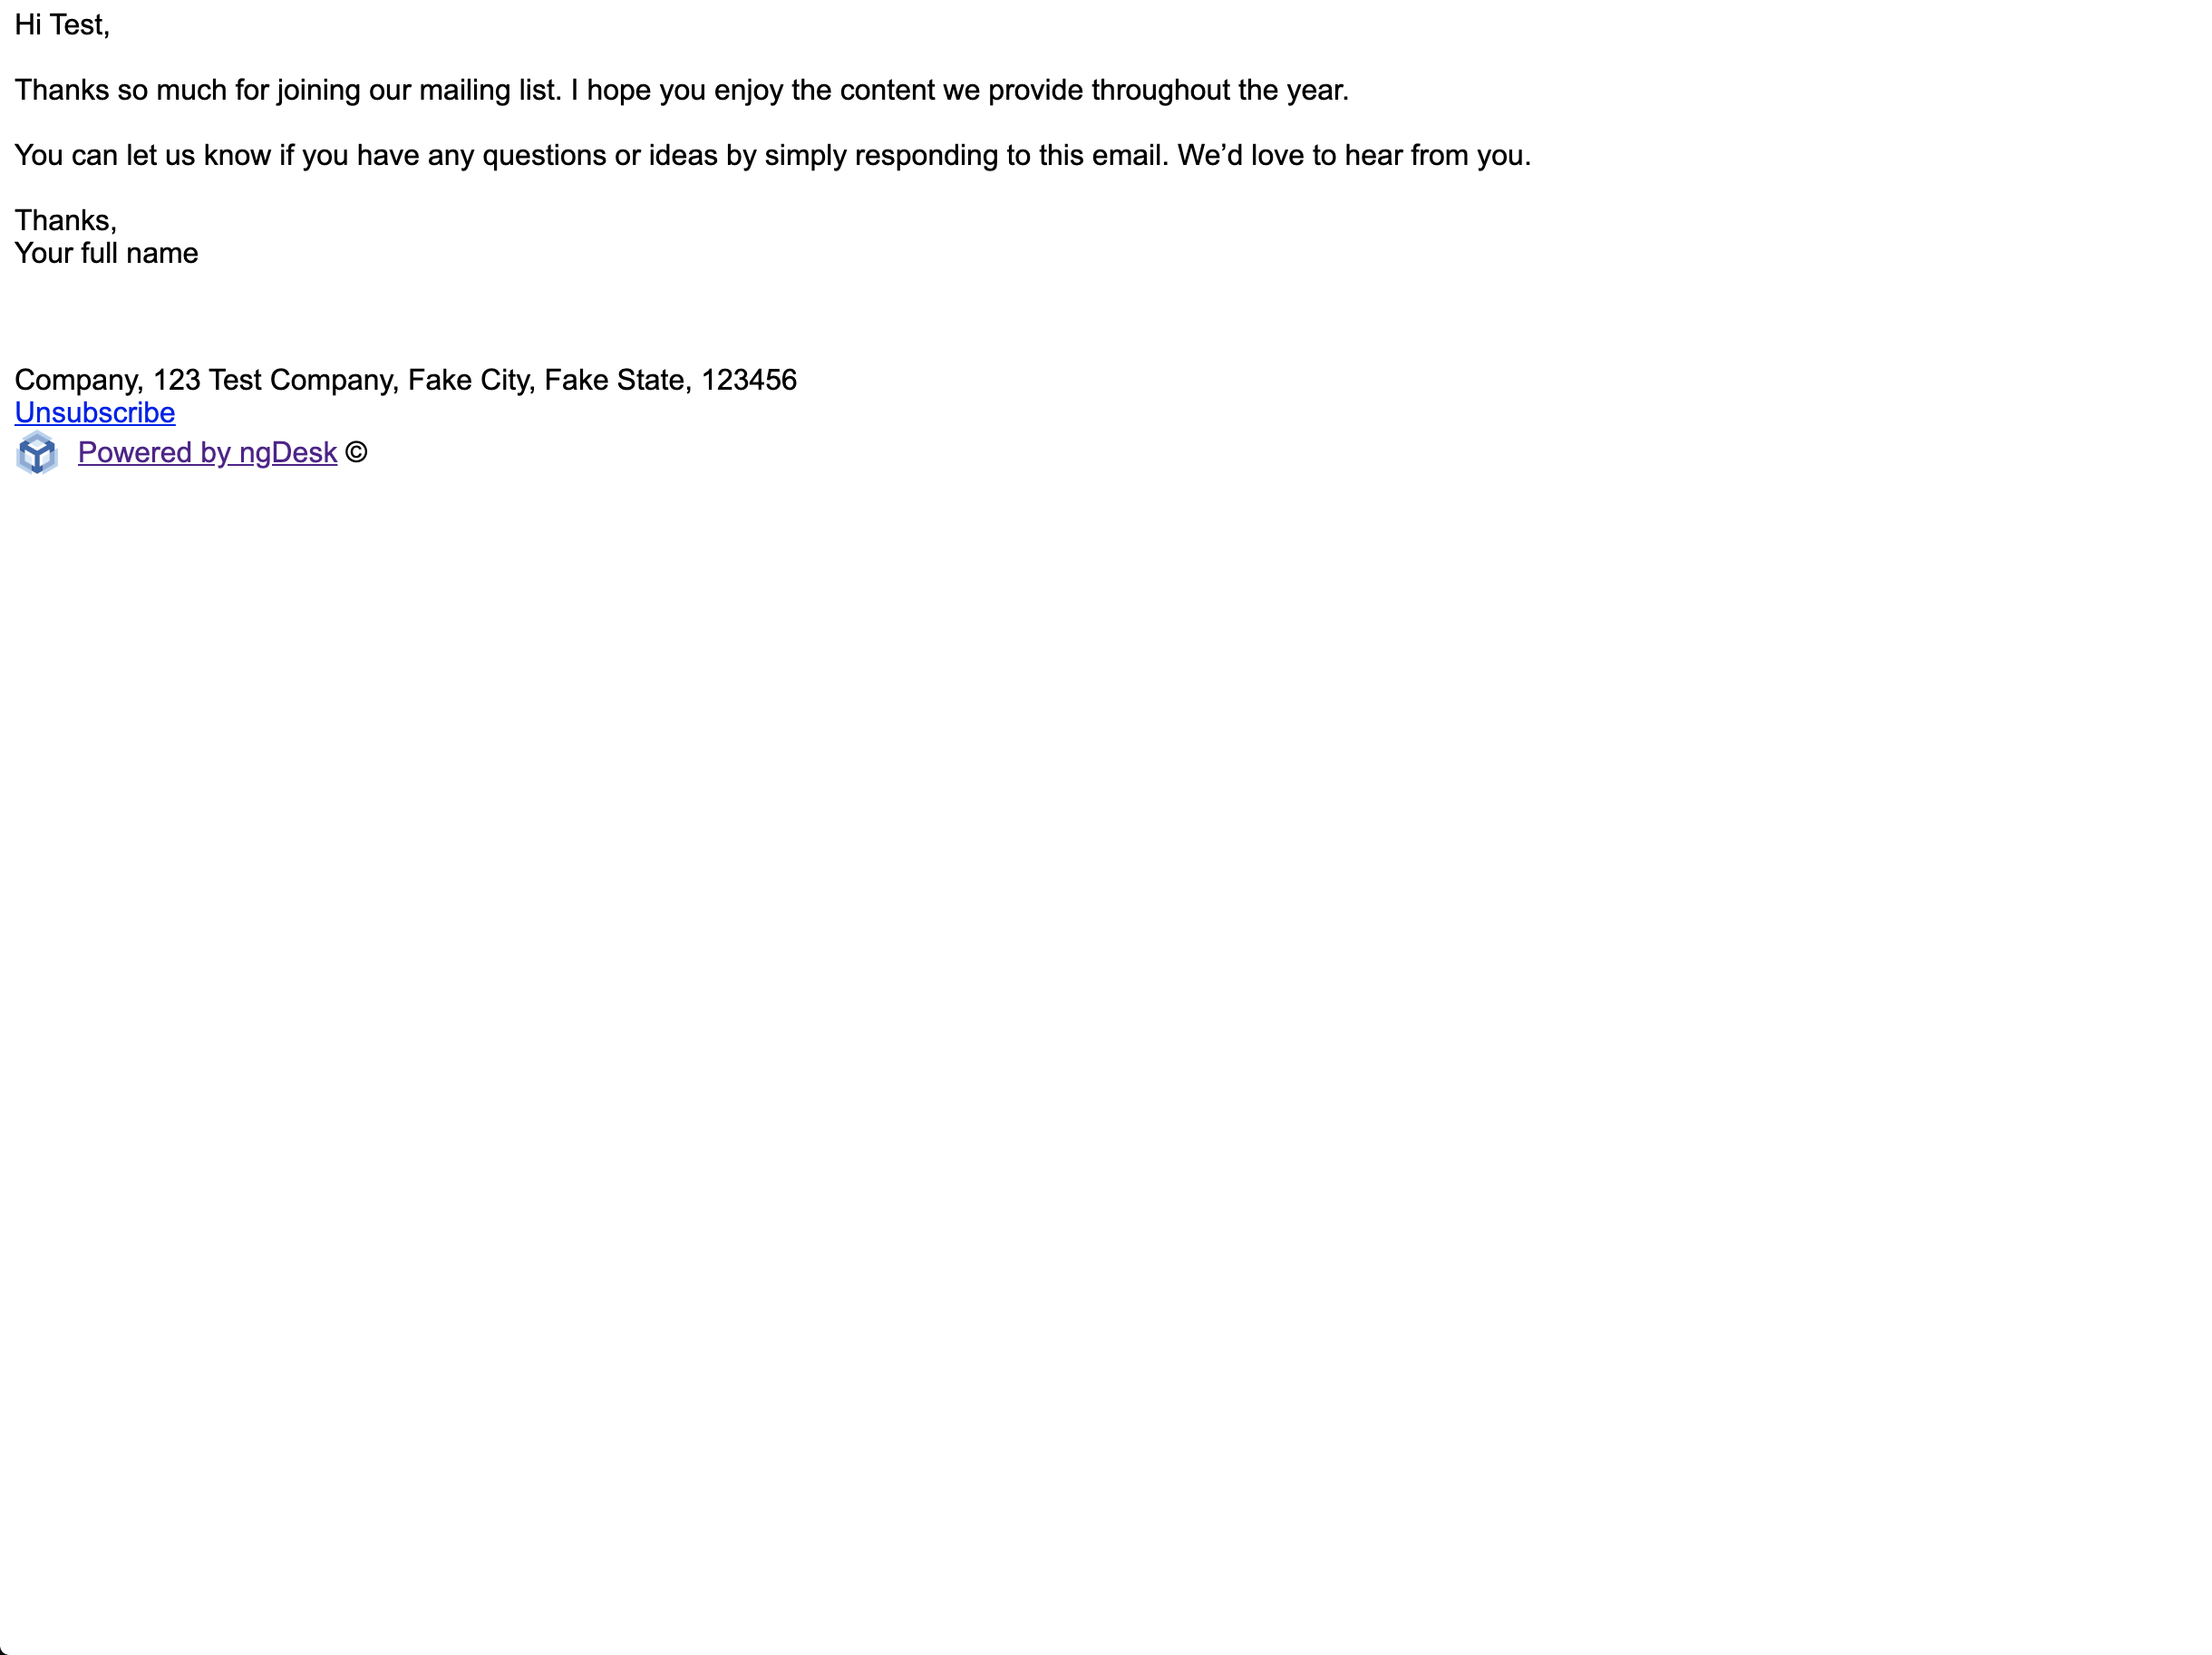 Hi Test,
Thanks so much for joining our mailing list. I hope you enjoy the content we provide throughout the year.
You can let us know if you have any questions or ideas by simply responding to this email. We’d love to hear from you.
Thanks,
Your full name
Company, 123 Test Company, Fake City, Fake State, 123456
Unsubscribe
Powered by ngDesk ©